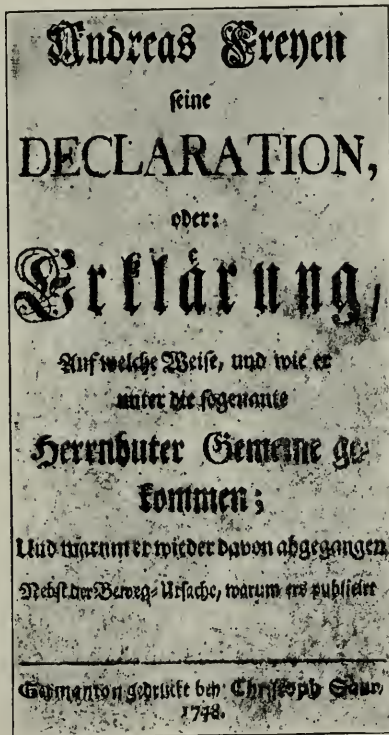 Andreas Freyen
seine
DECLARATION,
oder:
Erklärung,
Auf welche Weise, und wie er
unter die sogenante
Herrnhuter Gemeine ge-
kommen;
Und warum er wieder davon abgegangen
Nebst der Beweg-Ursache, warum ers publicirt
Germanton gedruckt bey Christoph Saur,
1748.